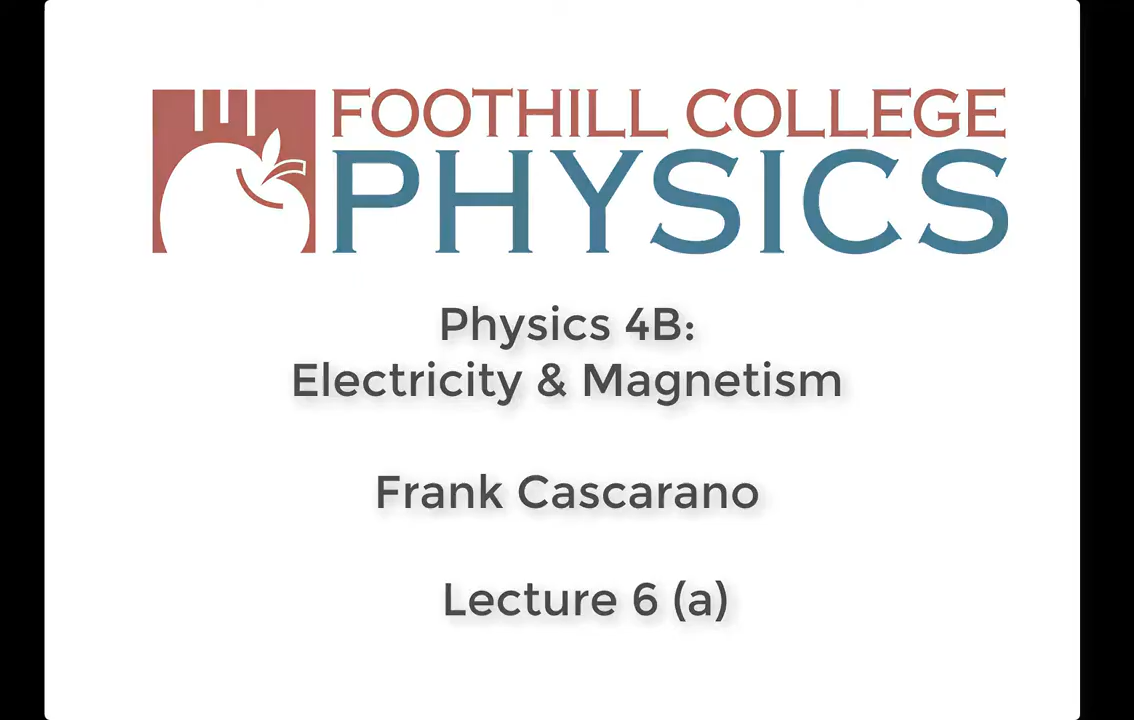 FOOTHILL COLLEGE
PHYSICS
Physics 4B:
Electricity & Magnetism
Frank Cascarano
Lecture 6 (a)